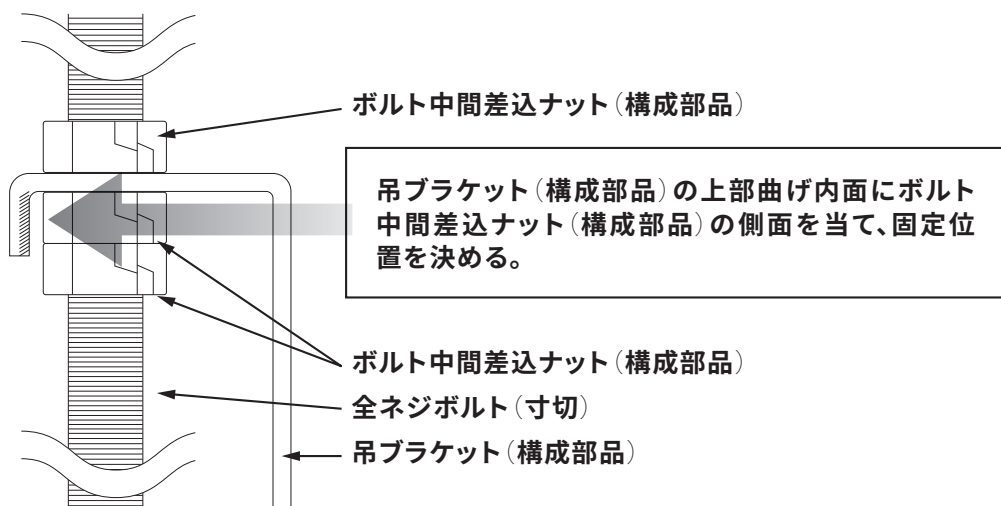 ボルト中間差込ナット（構成部品）
吊ブラケット（構成部品）の上部曲げ内面にボルト
中間差込ナット（構成部品）の側面を当て、固定位
置を決める。
ボルト中間差込ナット（構成部品）
全ネジボルト（寸切）
吊ブラケット（構成部品）